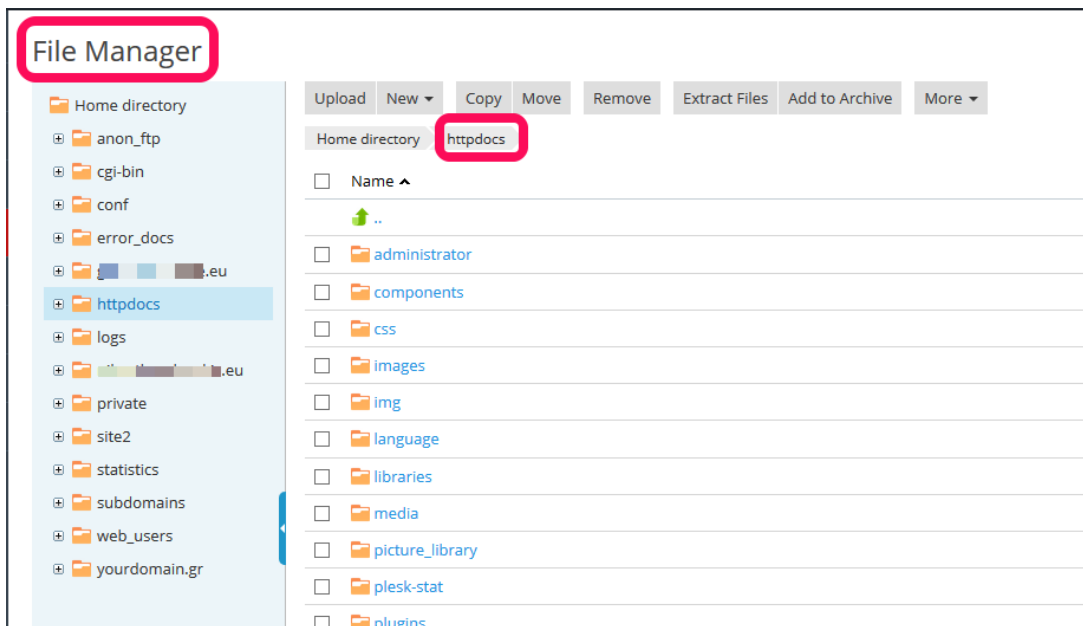 File Manager
Home directory
anon_ftp
cgi-bin
conf
error_docs
.eu
httpdocs
logs
.eu
private
site2
statistics
subdomains
web_users
yourdomain.gr
Upload New Copy Move Remove Extract Files Add to Archive More
Home directory httpdocs
Name
..
administrator
components
css
images
img
language
libraries
media
picture_library
plesk-stat
plugins